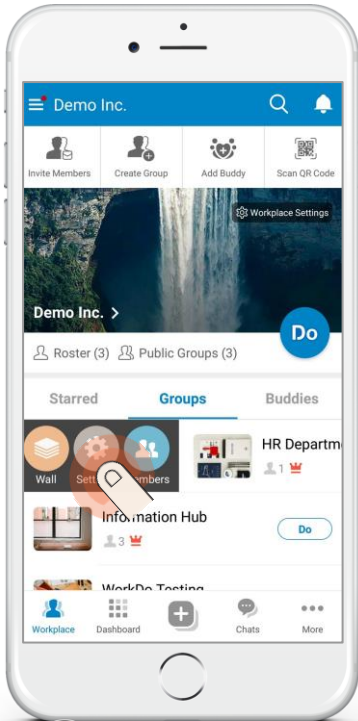 Demo Inc.
Invite Members Create Group Add Buddy Scan QR Code
Workplace Settings
Demo Inc. >
Do
Roster (3) Public Groups (3)
Starred Groups Buddies
HR Departm
1
Wall Sett mbers
Information Hub
Do
3
WorkDo Testing
Workplace Dashboard Chats More